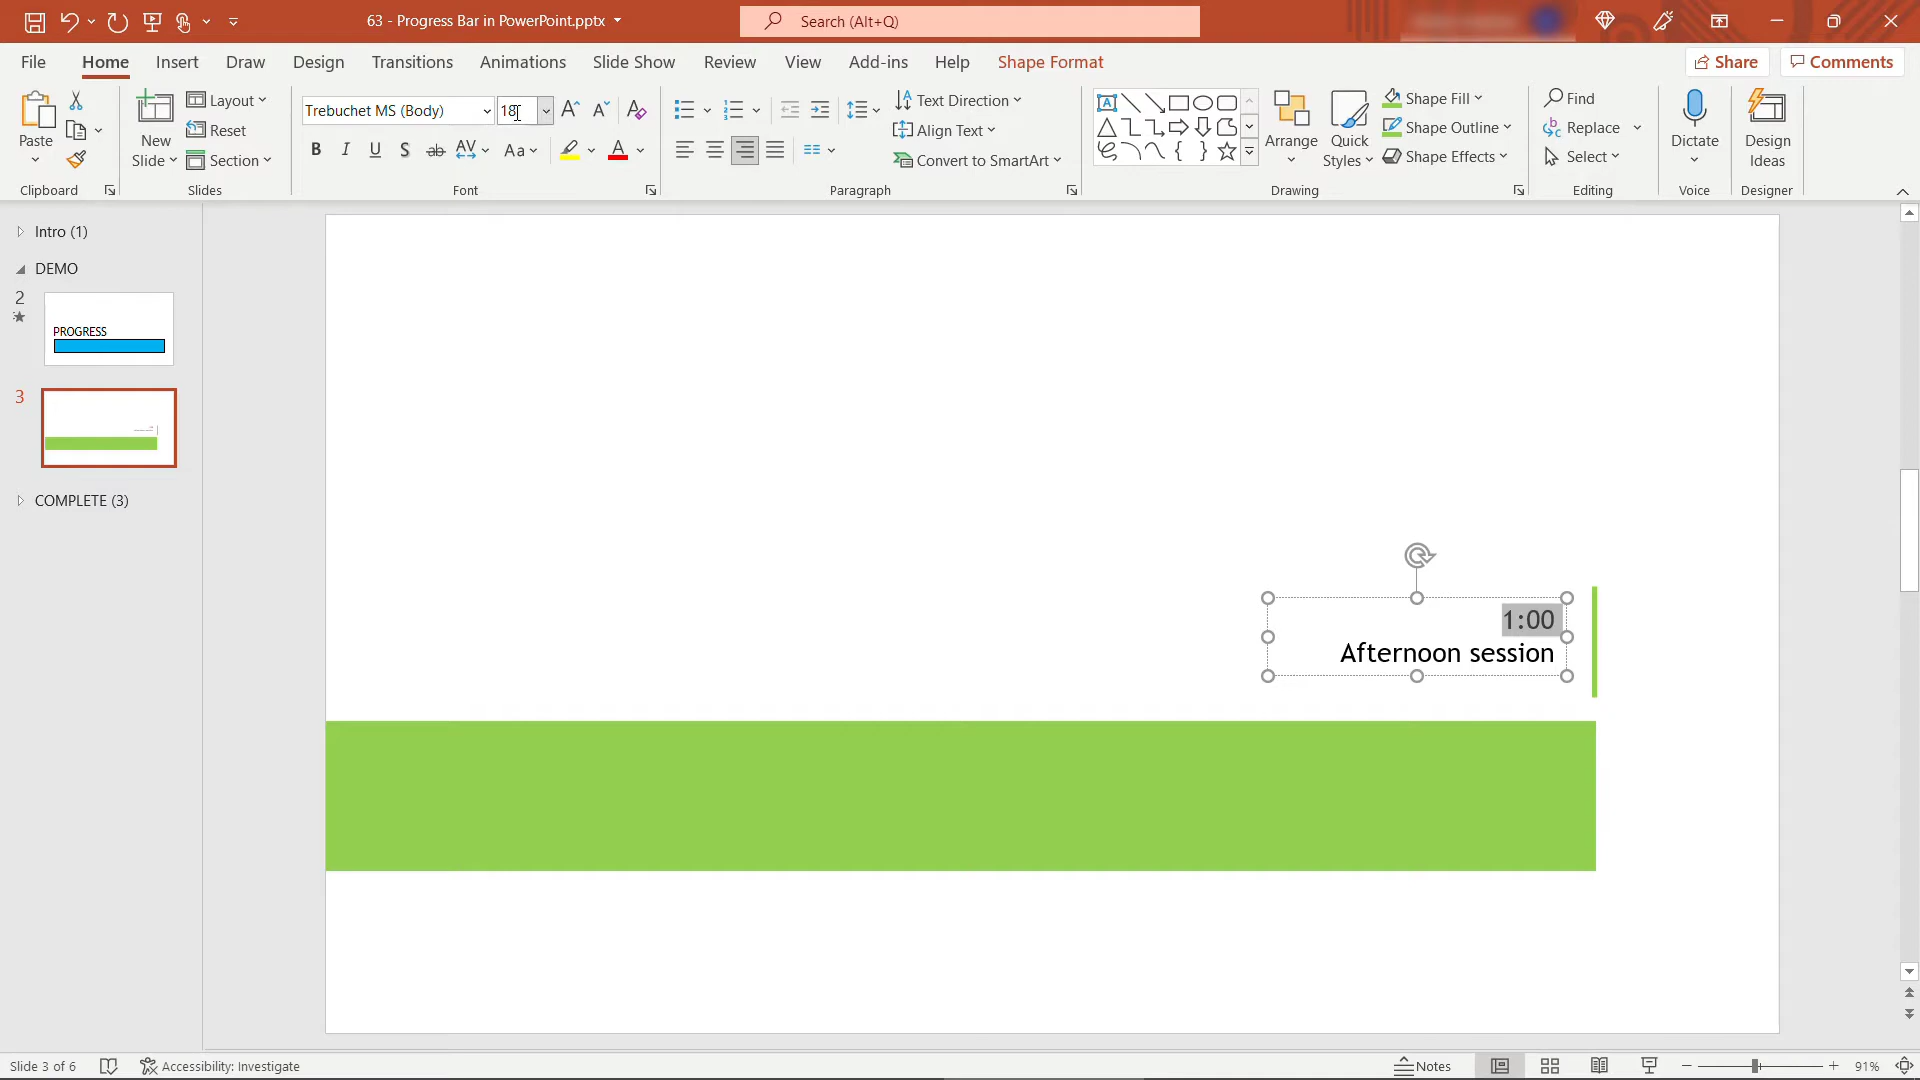 63 - Progress Bar in PowerPoint.pptx
Search (Alt+Q)
File Home Insert Draw Design Transitions Animations Slide Show Review View Add-ins Help Shape Format
Share Comments
Paste
Clipboard
New Slide
Layout
Reset
Section
Slides
Trebuchet MS (Body) 18
Font
Paragraph
Text Direction
Align Text
Convert to SmartArt
Arrange
Quick Styles
Shape Fill
Shape Outline
Shape Effects
Drawing
Find
Replace
Select
Editing
Dictate
Voice
Design Ideas
Designer
Intro (1)
DEMO
2
PROGRESS
3
COMPLETE (3)
1:00
Afternoon session
Slide 3 of 6
Accessibility: Investigate
Notes
91%